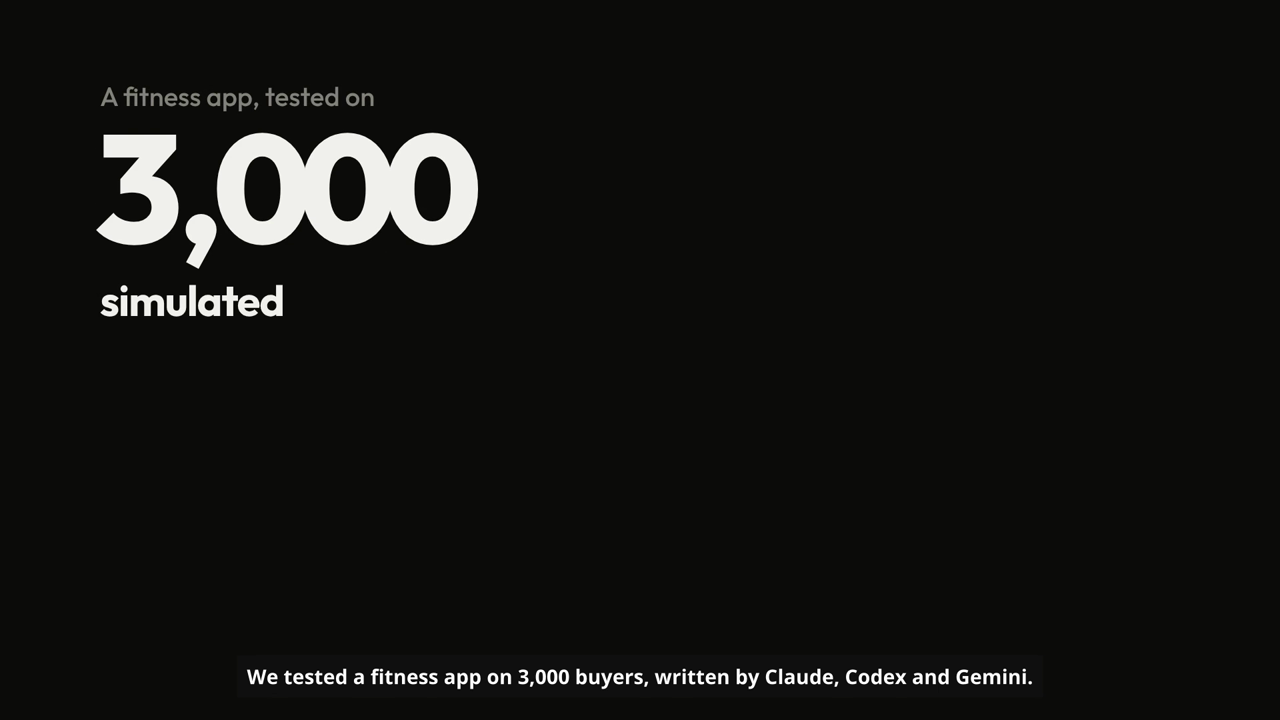 A fitness app, tested on
3,000
simulated
We tested a fitness app on 3,000 buyers, written by Claude, Codex and Gemini.